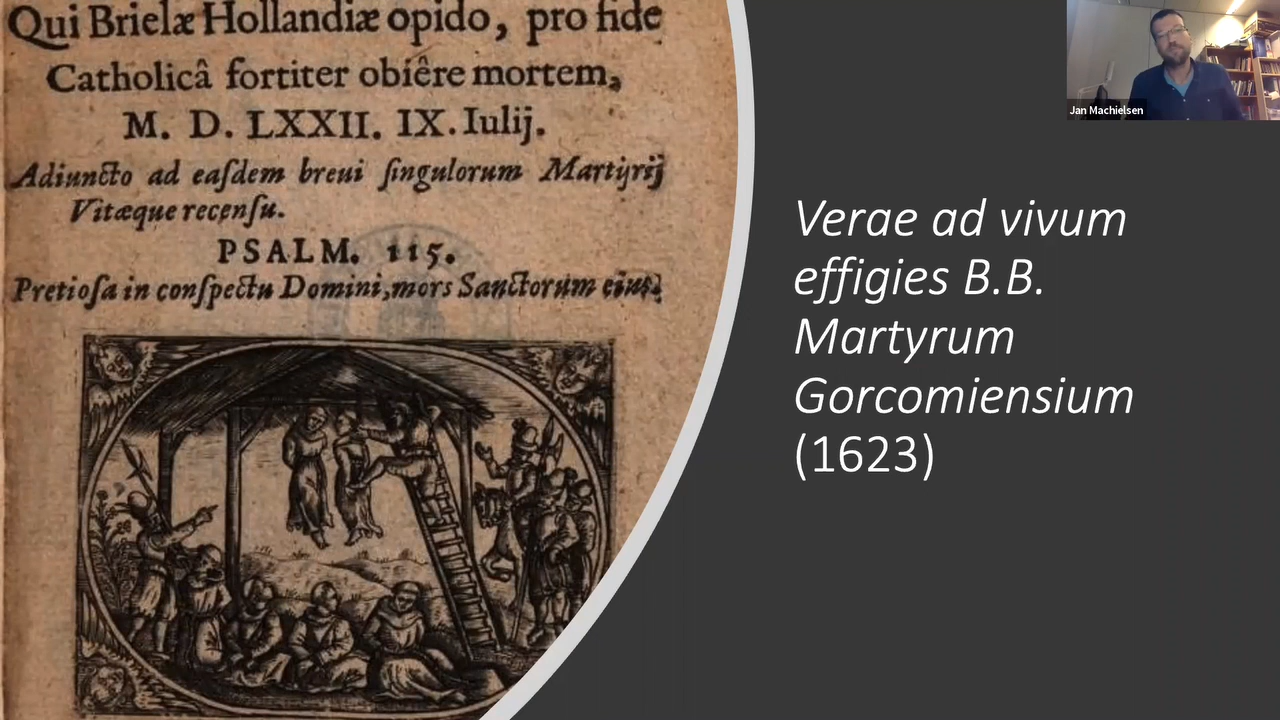 Qui Brielæ Hollandiæ opido, pro fide
Catholicâ fortiter obiêre mortem,
M. D. LXXII. IX. Iulij.
Adiuncto ad eaſdem breui ſingulorum Martyrij
Vitæque recenſu.
PSALM. 115.
Pretioſa in conſpectu Domini, mors Sanctorum eius.
Verae ad vivum
effigies B.B.
Martyrum
Gorcomiensium
(1623)
Jan Machielsen